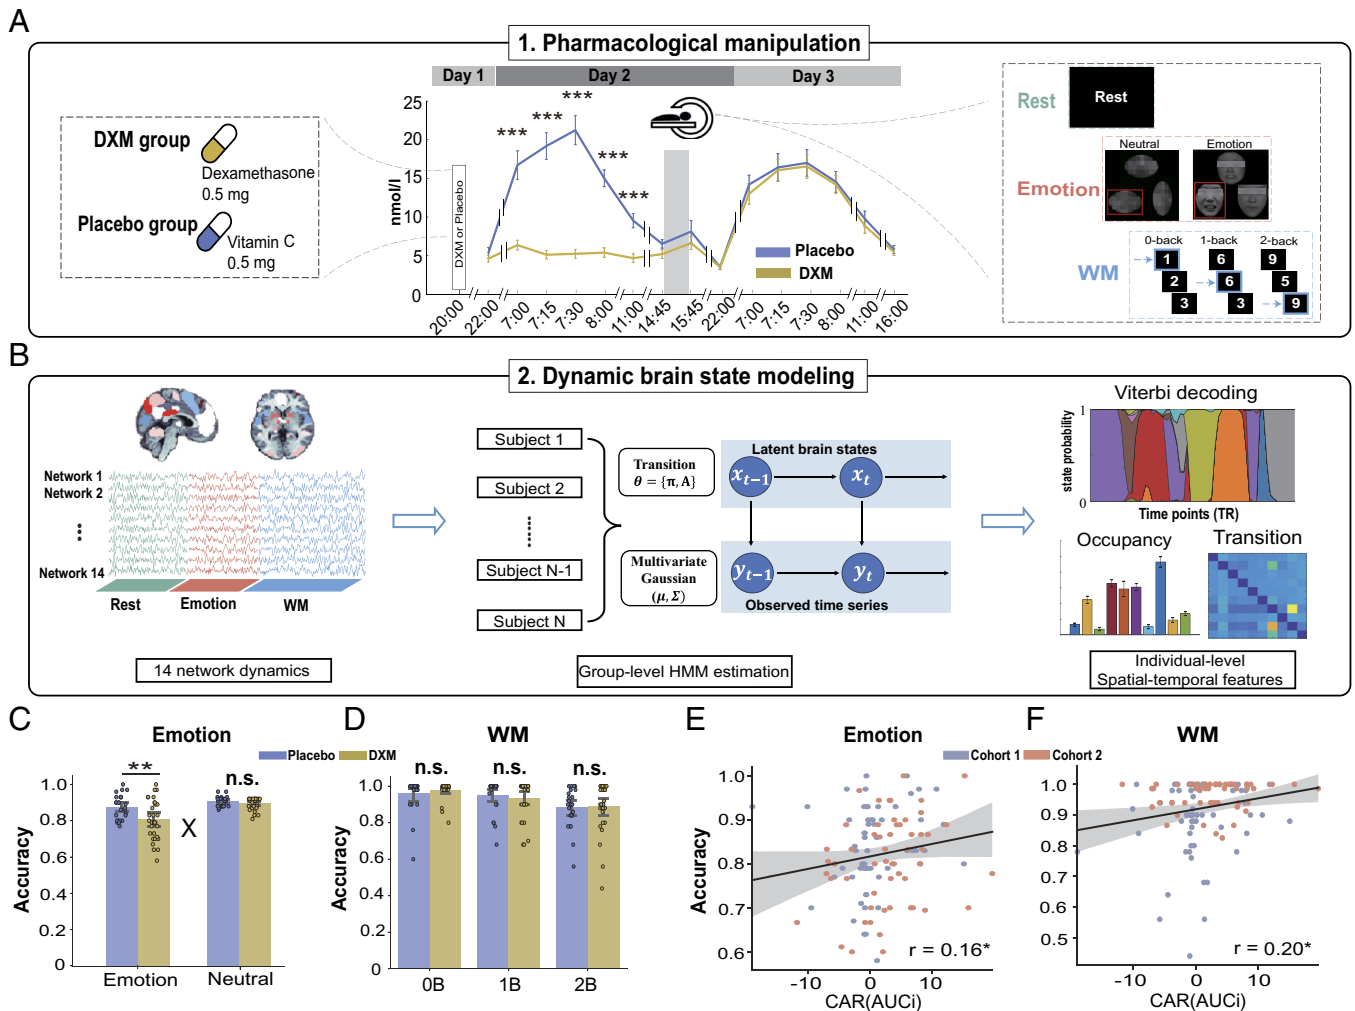 A
1. Pharmacological manipulation
DXM group
Dexamethasone
0.5 mg
Placebo group
Vitamin C
0.5 mg
Day 1
Day 2
Day 3
nmol/l
25
20
15
10
5
0
DXM or Placebo
***
***
***
***
***
Placebo
DXM
20:00
22:00
7:00
7:15
7:30
8:00
11:00
14:45
15:45
22:00
7:00
7:15
7:30
8:00
11:00
16:00
Rest
Rest
Emotion
Neutral
Emotion
WM
0-back
1-back
2-back
1
2
3
6
6
3
9
5
9
B
2. Dynamic brain state modeling
Network 1
Network 2
Network 14
Rest
Emotion
WM
14 network dynamics
Subject 1
Subject 2
Subject N-1
Subject N
Transition
θ = {π, A}
Multivariate
Gaussian
(μ, Σ)
Latent brain states
x_{t−1}
x_t
y_{t−1}
y_t
Observed time series
Group-level HMM estimation
Viterbi decoding
state probability
1
0
Time points (TR)
Occupancy
Transition
Individual-level
Spatial-temporal features
C
Emotion
Placebo
DXM
Accuracy
1.0
0.8
0.6
0.4
0.2
0
**
X
n.s.
Emotion
Neutral
D
WM
Accuracy
1.0
0.8
0.6
0.4
0.2
0
n.s.
n.s.
n.s.
0B
1B
2B
E
Emotion
Cohort 1
Cohort 2
Accuracy
1.0
0.9
0.8
0.7
0.6
r = 0.16*
-10
0
10
CAR(AUCi)
F
WM
1.0
0.9
0.8
0.7
0.6
0.5
r = 0.20*
-10
0
10
CAR(AUCi)